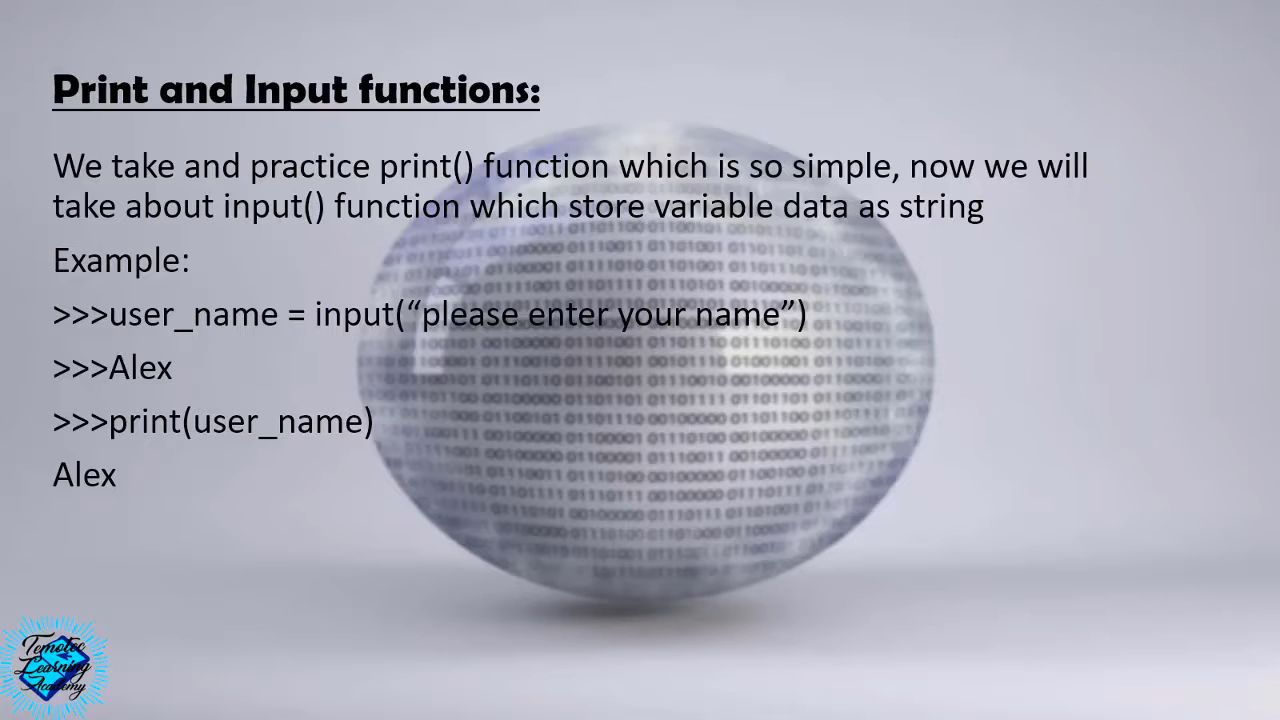 Print and Input functions:
We take and practice print() function which is so simple, now we will
take about input() function which store variable data as string
Example:
>>>user_name = input(“please enter your name”)
>>>Alex
>>>print(user_name)
Alex
Temotec
Learning
Academy